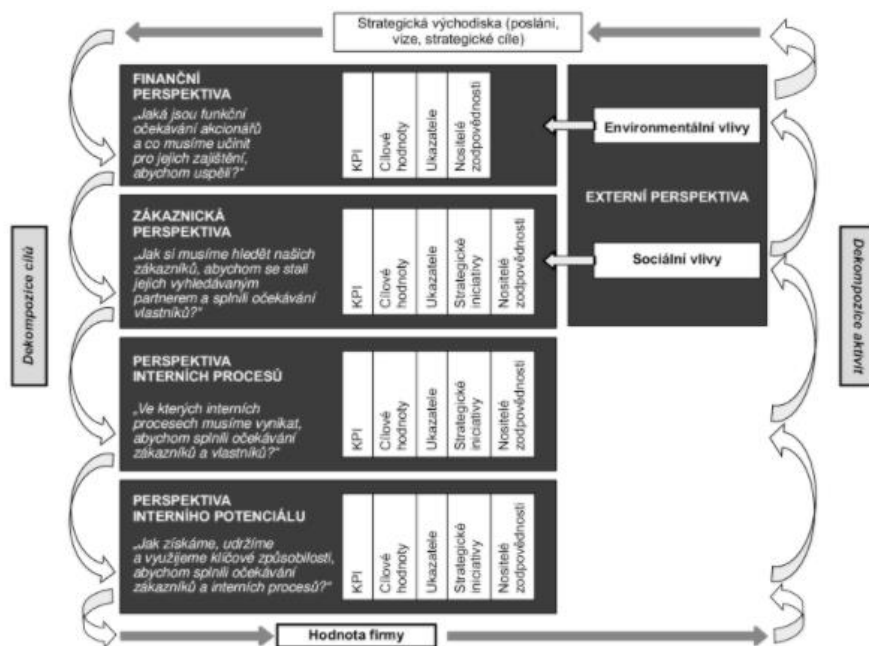 Strategická východiska (poslání,
vize, strategické cíle)
FINANČNÍ
PERSPEKTIVA
„Jaká jsou funkční
očekávání akcionářů
a co musíme učinit
pro jejich zajištění,
abychom uspěli?“
KPI
Cílové
hodnoty
Ukazatele
Nositelé
zodpovědnosti
Environmentální vlivy
EXTERNÍ PERSPEKTIVA
Sociální vlivy
ZÁKAZNICKÁ
PERSPEKTIVA
„Jak si musíme hledět našich
zákazníků, abychom se stali
jejich vyhledávaným
partnerem a splnili očekávání
vlastníků?“
KPI
Cílové
hodnoty
Ukazatele
Strategické
iniciativy
Nositelé
zodpovědnosti
Dekompozice cílů
Dekompozice aktivit
PERSPEKTIVA
INTERNÍCH PROCESŮ
„Ve kterých interních
procesech musíme vynikat,
abychom splnili očekávání
zákazníků a vlastníků?“
KPI
Cílové
hodnoty
Ukazatele
Strategické
iniciativy
Nositelé
zodpovědnosti
PERSPEKTIVA
INTERNÍHO POTENCIÁLU
„Jak získáme, udržíme
a využijeme klíčové způsobilosti,
abychom splnili očekávání
zákazníků a interních procesů?“
KPI
Cílové
hodnoty
Ukazatele
Strategické
iniciativy
Nositelé
zodpovědnosti
Hodnota firmy